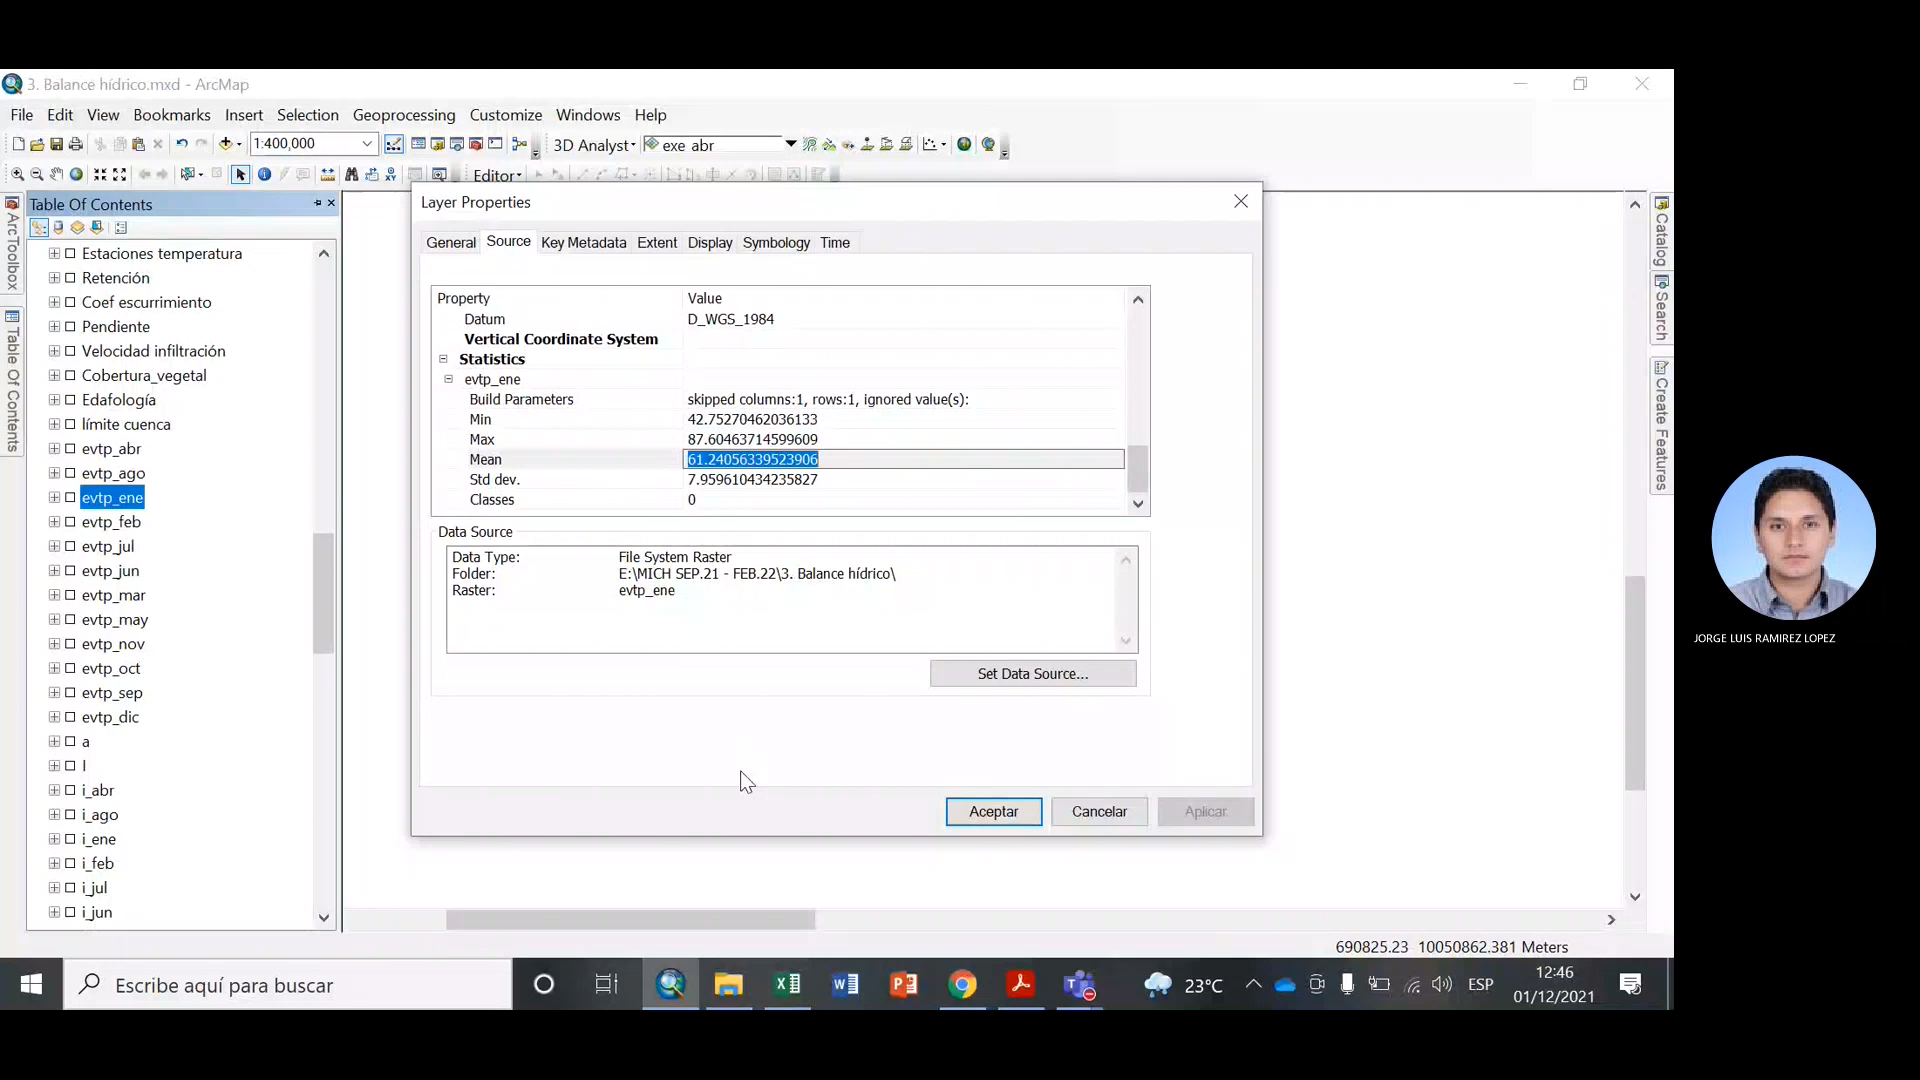 3. Balance hídrico.mxd - ArcMap
File Edit View Bookmarks Insert Selection Geoprocessing Customize Windows Help
1:400,000 3D Analyst exe abr
Editor
Table Of Contents
ArcToolbox
Table Of Contents
Estaciones temperatura
Retención
Coef escurrimiento
Pendiente
Velocidad infiltración
Cobertura_vegetal
Edafología
límite cuenca
evtp_abr
evtp_ago
evtp_ene
evtp_feb
evtp_jul
evtp_jun
evtp_mar
evtp_may
evtp_nov
evtp_oct
evtp_sep
evtp_dic
a
I
i_abr
i_ago
i_ene
i_feb
i_jul
i_jun
Layer Properties
General Source Key Metadata Extent Display Symbology Time
Property Value
Datum D_WGS_1984
Vertical Coordinate System
Statistics
evtp_ene
Build Parameters skipped columns:1, rows:1, ignored value(s):
Min 42.75270462036133
Max 87.60463714599609
Mean 61.24056339523906
Std dev. 7.959610434235827
Classes 0
Data Source
Data Type: File System Raster
Folder: E:\MICH SEP.21 - FEB.22\3. Balance hídrico\
Raster: evtp_ene
Set Data Source...
Aceptar Cancelar Aplicar
Catalog
Search
Create Features
JORGE LUIS RAMIREZ LOPEZ
690825.23 10050862.381 Meters
Escribe aquí para buscar
23°C ESP
12:46
01/12/2021